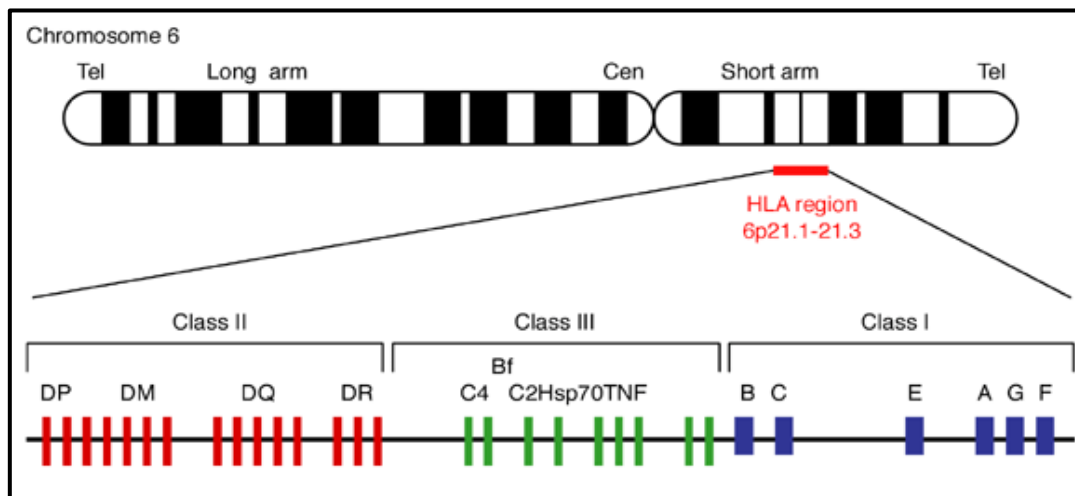 Chromosome 6
Tel Long arm Cen Short arm Tel
HLA region
6p21.1-21.3
Class II Class III Class I
Bf
DP DM DQ DR C4 C2Hsp70TNF B C E A G F